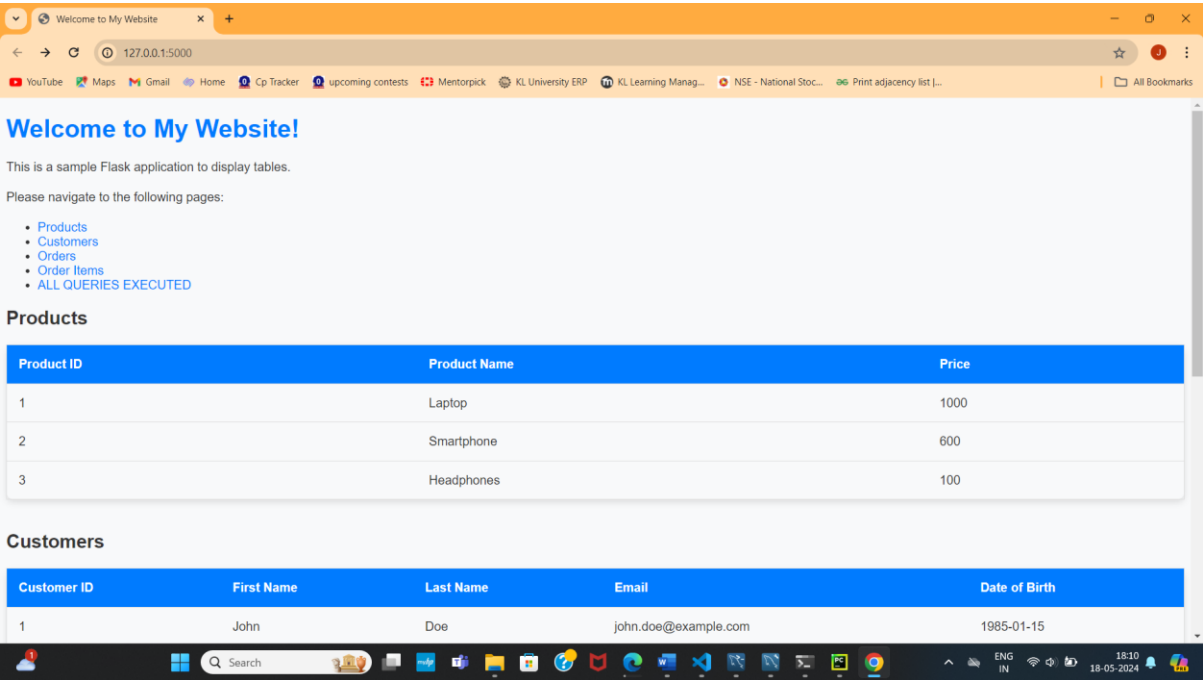 Welcome to My Website
127.0.0.1:5000
YouTube Maps Gmail Home Cp Tracker upcoming contests Mentorpick KL University ERP KL Learning Manag... NSE - National Stoc... Print adjacency list |... All Bookmarks
Welcome to My Website!
This is a sample Flask application to display tables.
Please navigate to the following pages:
Products
Customers
Orders
Order Items
ALL QUERIES EXECUTED
Products
Product ID Product Name Price
1 Laptop 1000
2 Smartphone 600
3 Headphones 100
Customers
Customer ID First Name Last Name Email Date of Birth
1 John Doe john.doe@example.com 1985-01-15
Search ENG 18:10
IN 18-05-2024